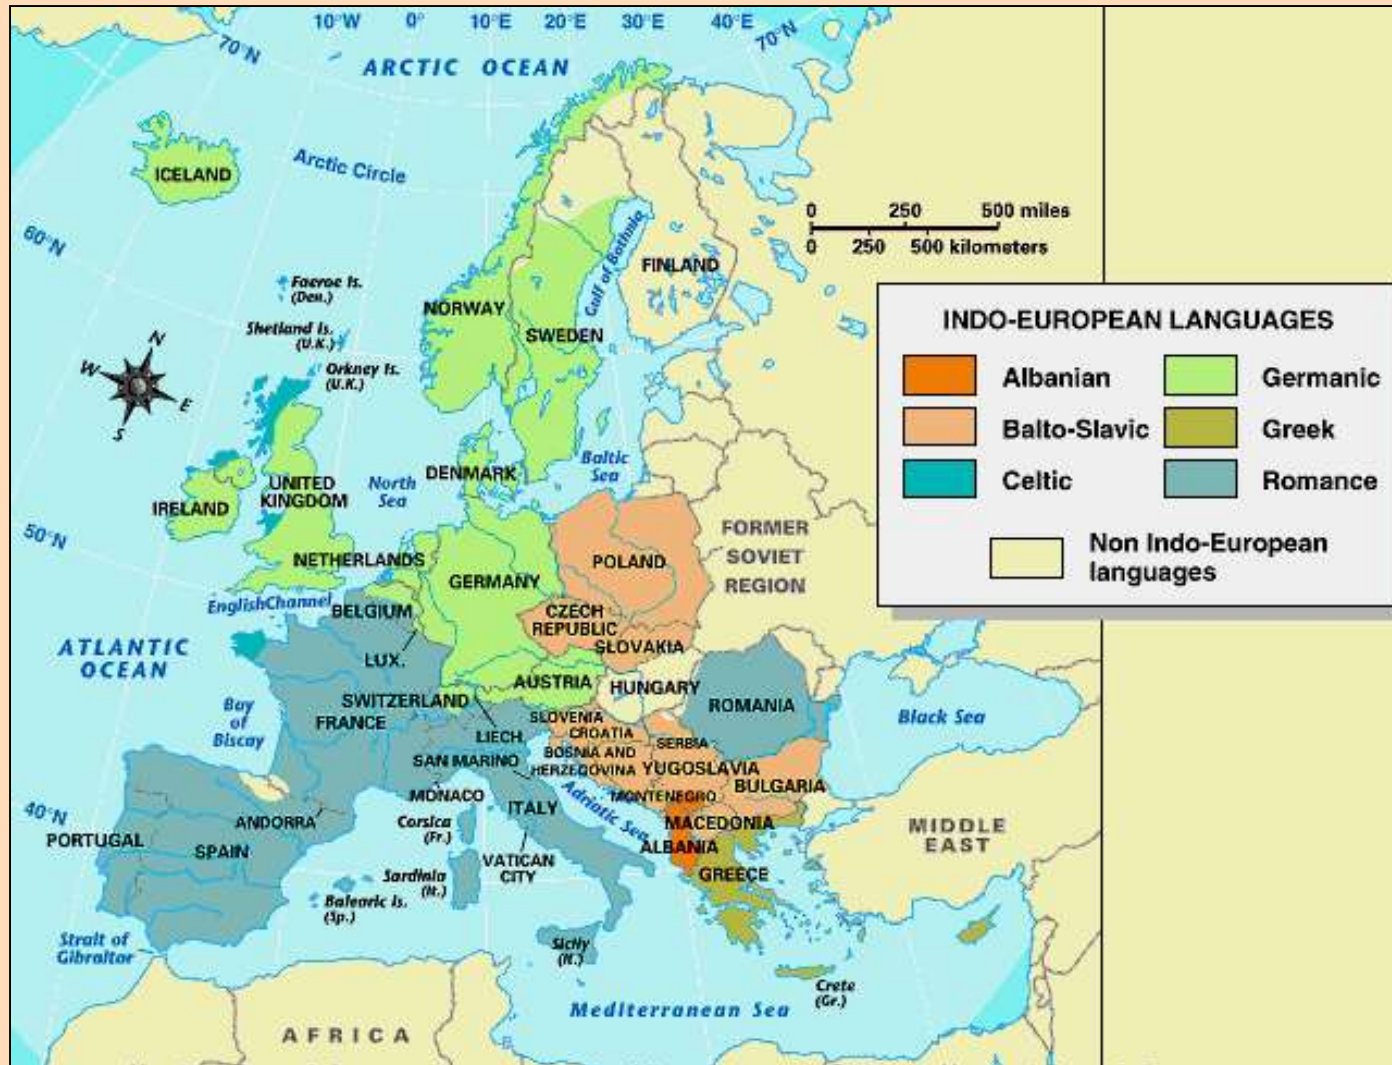 10°W 0° 10°E 20°E 30°E 40°E
70°N
70°N
ARCTIC OCEAN
Arctic Circle
ICELAND
60°N
0 250 500 miles
0 250 500 kilometers
Faeroe Is.
(Den.)
Shetland Is.
(U.K.)
Orkney Is.
(U.K.)
N
W
E
S
NORWAY
SWEDEN
Gulf of Bothnia
FINLAND
INDO-EUROPEAN LANGUAGES
Albanian
Germanic
Balto-Slavic
Greek
Celtic
Romance
Non Indo-European
languages
DENMARK
Baltic
Sea
North
Sea
UNITED
KINGDOM
IRELAND
50°N
NETHERLANDS
GERMANY
POLAND
FORMER
SOVIET
REGION
EnglishChannel
BELGIUM
CZECH
REPUBLIC
SLOVAKIA
ATLANTIC
OCEAN
LUX.
AUSTRIA
HUNGARY
SWITZERLAND
ROMANIA
Bay
of
Biscay
FRANCE
LIECH.
SLOVENIA
CROATIA
SERBIA
Black Sea
SAN MARINO
BOSNIA AND
HERZEGOVINA
YUGOSLAVIA
BULGARIA
MONACO
MONTENEGRO
Adriatic Sea
40°N
PORTUGAL
ANDORRA
Corsica
(Fr.)
ITALY
MACEDONIA
ALBANIA
MIDDLE
EAST
SPAIN
VATICAN
CITY
GREECE
Sardinia
(It.)
Balearic Is.
(Sp.)
Strait of
Gibraltar
Sicily
(It.)
Crete
(Gr.)
Mediterranean Sea
AFRICA